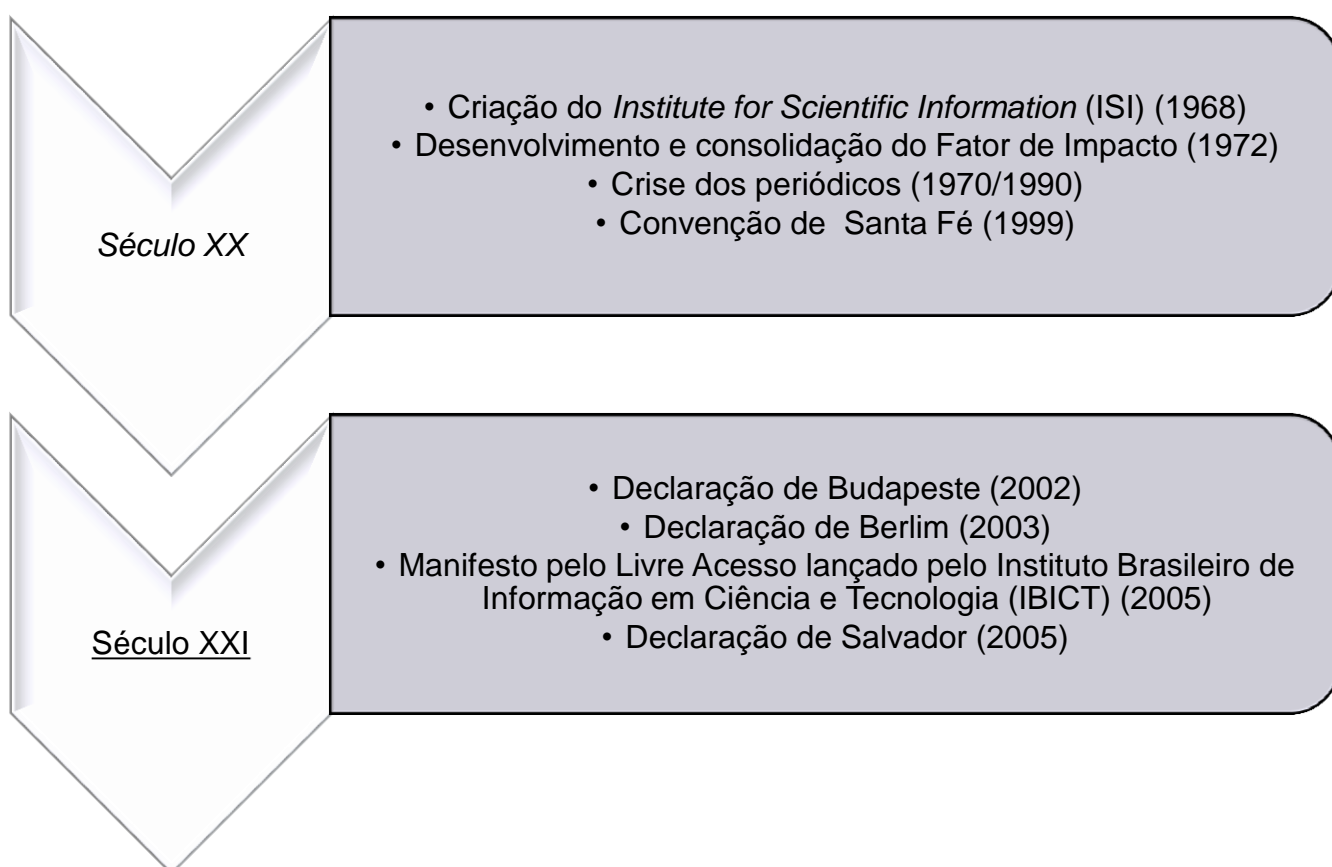 Século XX
• Criação do Institute for Scientific Information (ISI) (1968)
• Desenvolvimento e consolidação do Fator de Impacto (1972)
• Crise dos periódicos (1970/1990)
• Convenção de Santa Fé (1999)
Século XXI
• Declaração de Budapeste (2002)
• Declaração de Berlim (2003)
• Manifesto pelo Livre Acesso lançado pelo Instituto Brasileiro de
Informação em Ciência e Tecnologia (IBICT) (2005)
• Declaração de Salvador (2005)